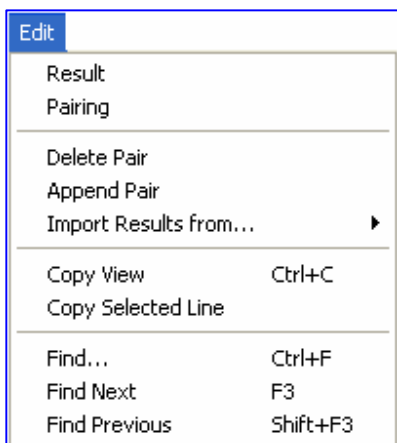 Edit
Result
Pairing
Delete Pair
Append Pair
Import Results from...
Copy View Ctrl+C
Copy Selected Line
Find... Ctrl+F
Find Next F3
Find Previous Shift+F3